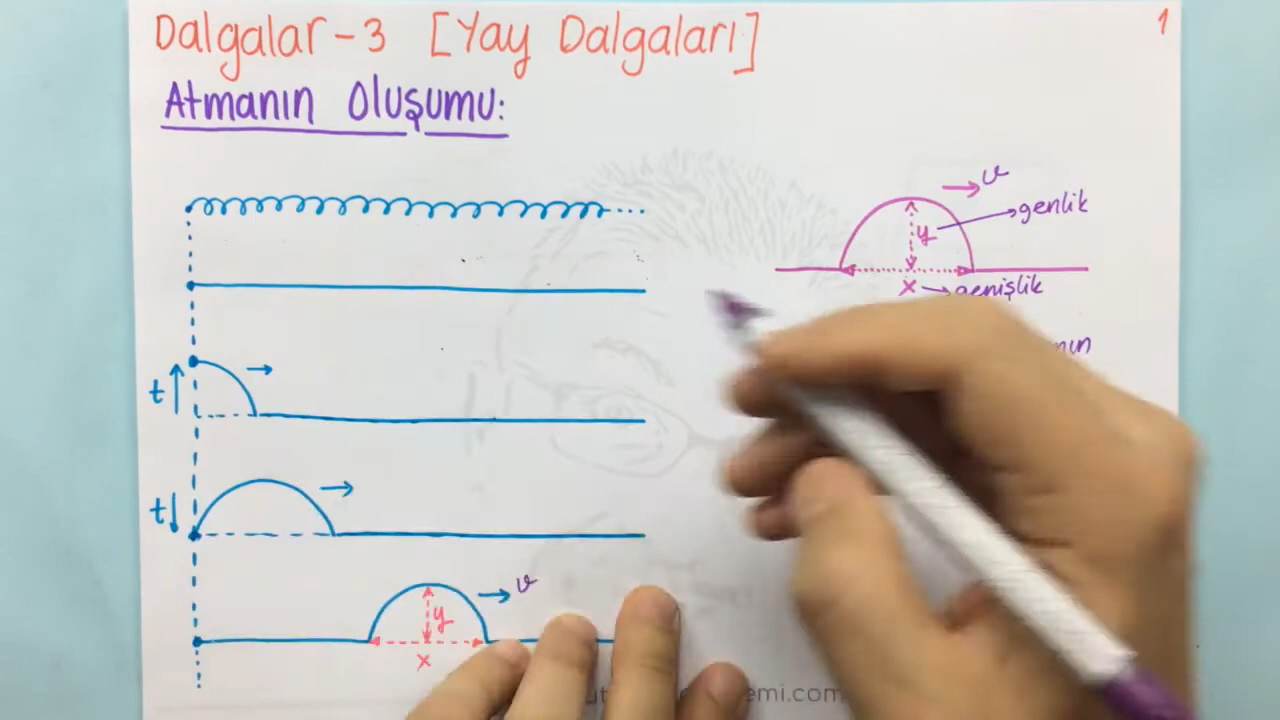 Dalgalar-3 [Yay Dalgaları]
1
Atmanın Oluşumu:
v
genlik
y
x
genişlik
t
t
v
y
x